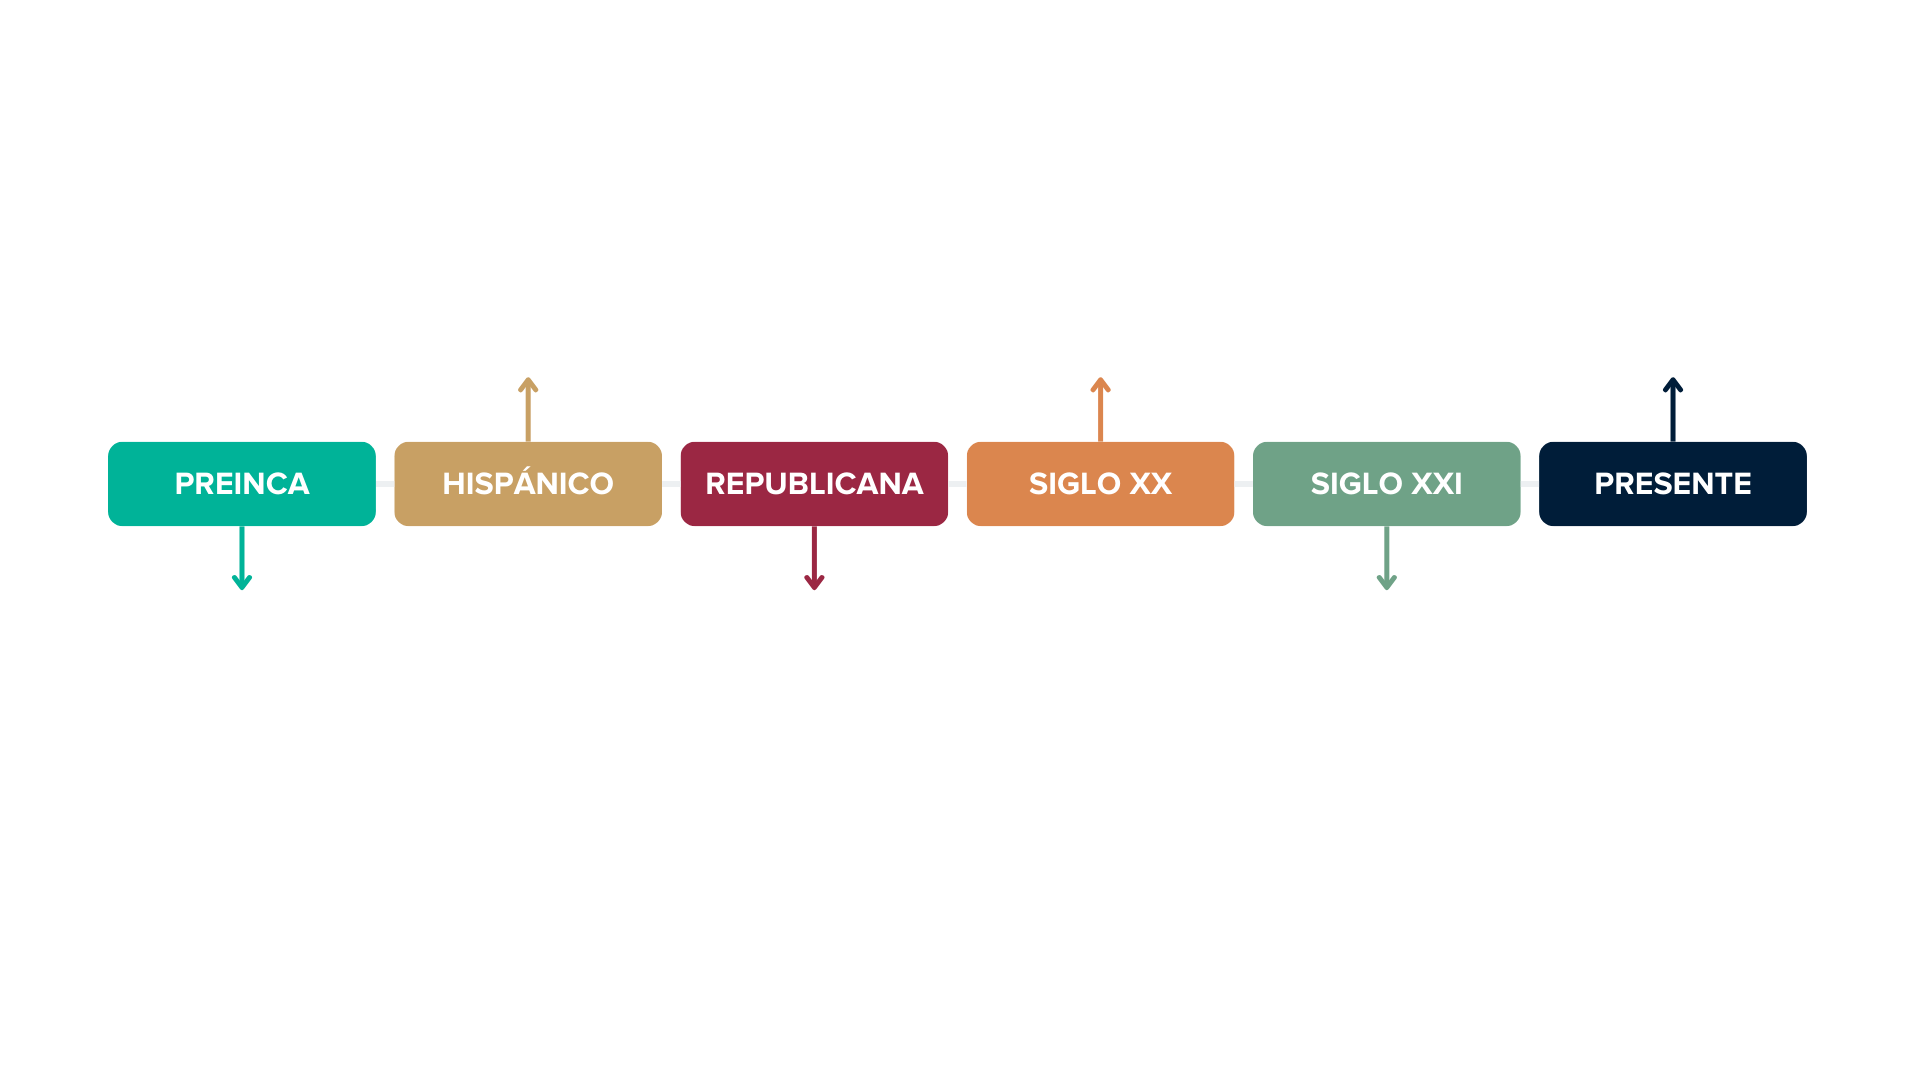 PREINCA
HISPÁNICO
REPUBLICANA
SIGLO XX
SIGLO XXI
PRESENTE